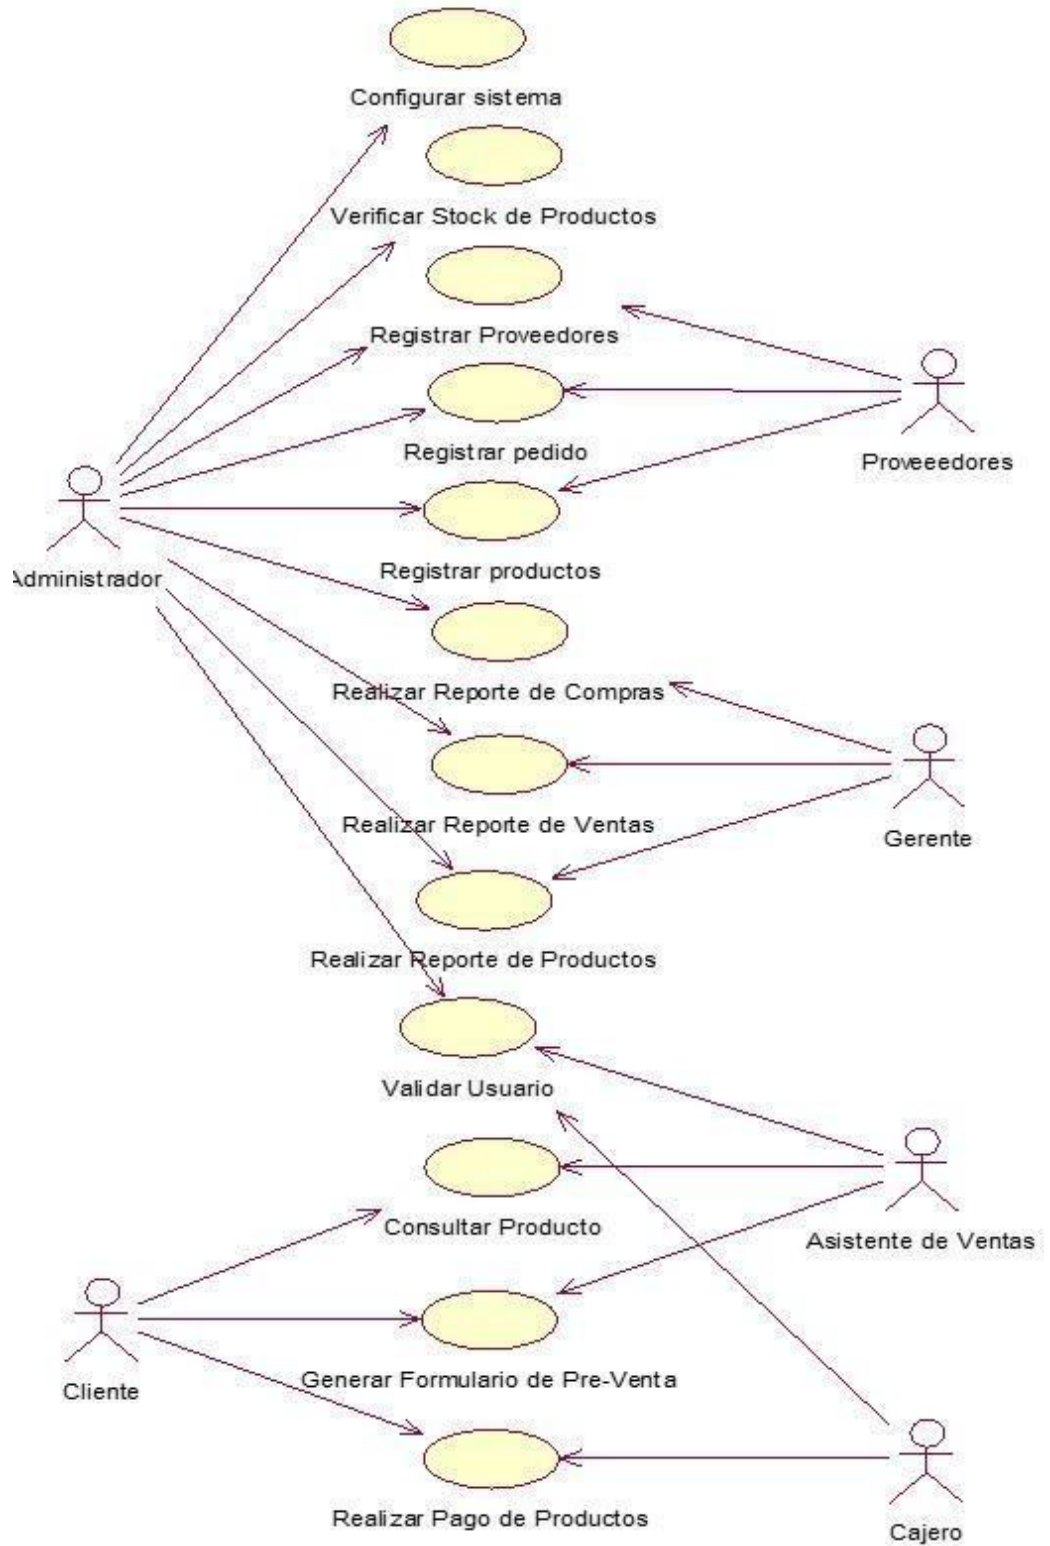 Configurar sistema
Verificar Stock de Productos
Registrar Proveedores
Registrar pedido
Proveeedores
Registrar productos
Administrador
Realizar Reporte de Compras
Realizar Reporte de Ventas
Gerente
Realizar Reporte de Productos
Validar Usuario
Consultar Producto
Asistente de Ventas
Generar Formulario de Pre-Venta
Cliente
Realizar Pago de Productos
Cajero